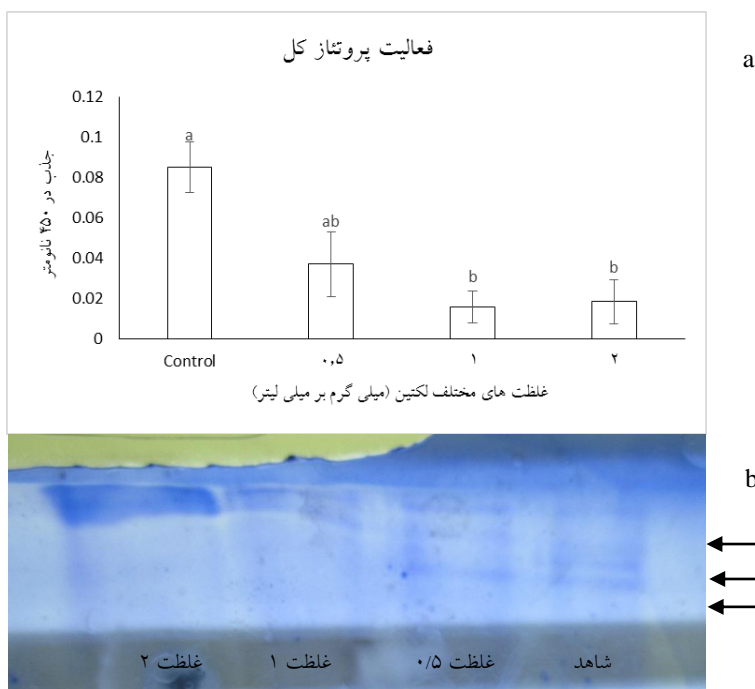 فعالیت پروتئاز کل
a
0.12
0.1
0.08
0.06
0.04
0.02
0
جذب در ۴۵۰ نانومتر
a
ab
b
b
Control
۰,۵
۱
۲
غلظت های مختلف لکتین (میلی گرم بر میلی لیتر)
b
شاهد
غلظت ۰/۵
غلظت ۱
غلظت ۲